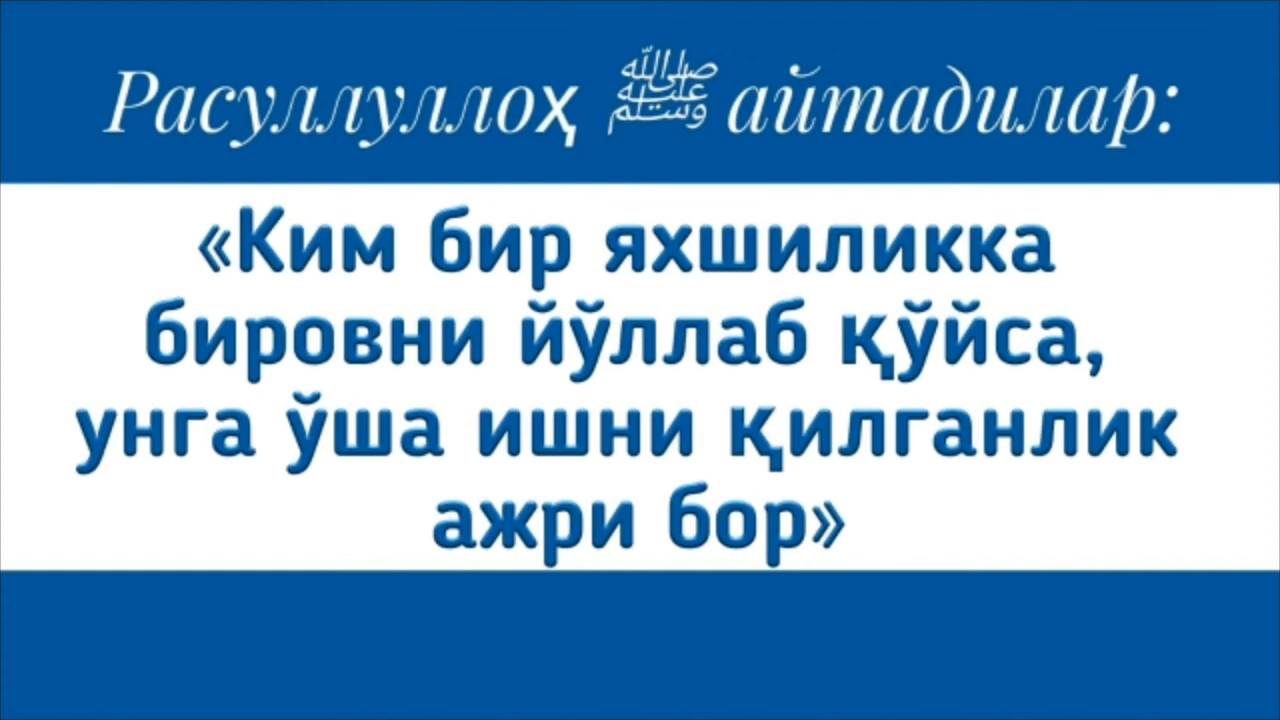 Расуллуллоҳ ﷺ айтадилар:
«Ким бир яхшиликка
бировни йўллаб қўйса,
унга ўша ишни қилганлик
ажри бор»